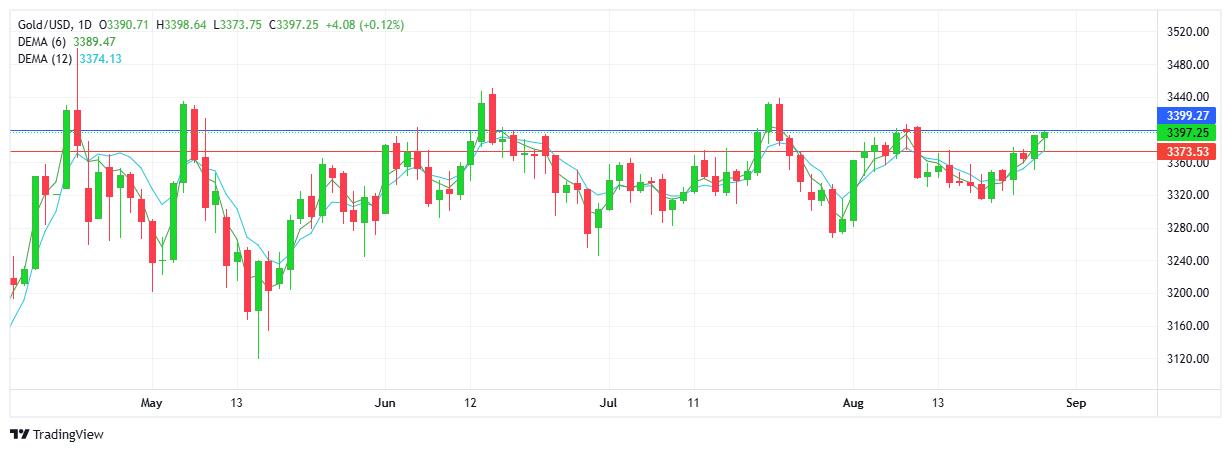 Gold/USD, 1D O3390.71 H3398.64 L3373.75 C3397.25 +4.08 (+0.12%)
DEMA (6) 3389.47
DEMA (12) 3374.13
3520.00
3480.00
3440.00
3399.27
3397.25
3373.53
3360.00
3320.00
3280.00
3240.00
3200.00
3160.00
3120.00
May 13 Jun 12 Jul 11 Aug 13 Sep
TradingView